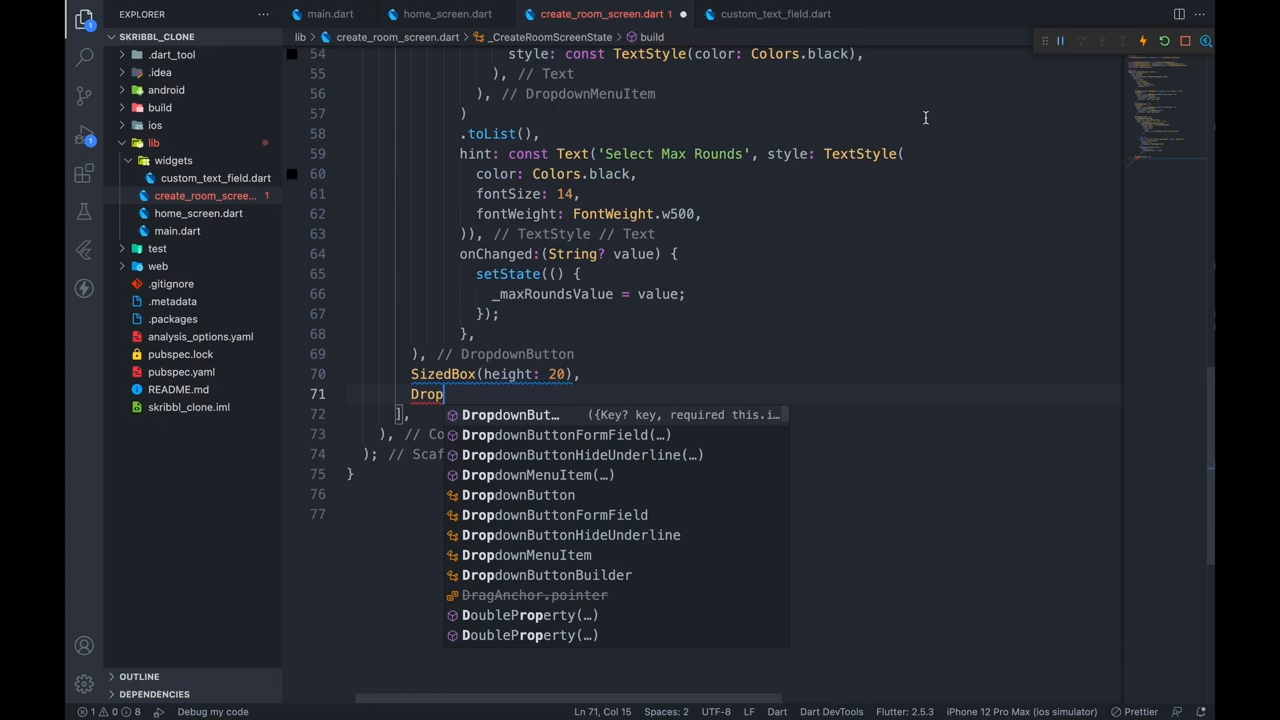 EXPLORER
main.dart
home_screen.dart
create_room_screen.dart 1
custom_text_field.dart
SKRIBBL_CLONE
lib > create_room_screen.dart > _CreateRoomScreenState > build
.dart_tool
.idea
android
build
ios
lib
widgets
custom_text_field.dart
create_room_scree... 1
home_screen.dart
main.dart
test
web
.gitignore
.metadata
.packages
analysis_options.yaml
pubspec.lock
pubspec.yaml
README.md
skribbl_clone.iml
OUTLINE
DEPENDENCIES
54 style: const TextStyle(color: Colors.black),
55 ), // Text
56 ), // DropdownMenuItem
57 )
58 .toList(),
59 hint: const Text('Select Max Rounds', style: TextStyle(
60 color: Colors.black,
61 fontSize: 14,
62 fontWeight: FontWeight.w500,
63 )), // TextStyle // Text
64 onChanged:(String? value) {
65 setState(() {
66 _maxRoundsValue = value;
67 });
68 },
69 ), // DropdownButton
70 SizedBox(height: 20),
71 Drop
72 ],
73 ), // Co
74 ); // Scaf
75 }
76
77
DropdownBut… ({Key? key, required this.i…
DropdownButtonFormField(…)
DropdownButtonHideUnderline(…)
DropdownMenuItem(…)
DropdownButton
DropdownButtonFormField
DropdownButtonHideUnderline
DropdownMenuItem
DropdownButtonBuilder
DragAnchor.pointer
DoubleProperty(…)
DoubleProperty(…)
1 0 8 Debug my code Ln 71, Col 15 Spaces: 2 UTF-8 LF Dart Dart DevTools Flutter: 2.5.3 iPhone 12 Pro Max (ios simulator) Prettier